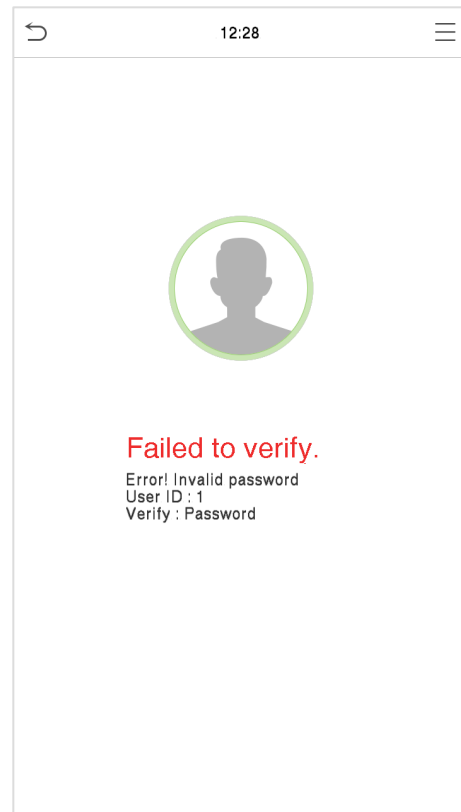 12:28
Failed to verify.
Error! Invalid password
User ID : 1
Verify : Password